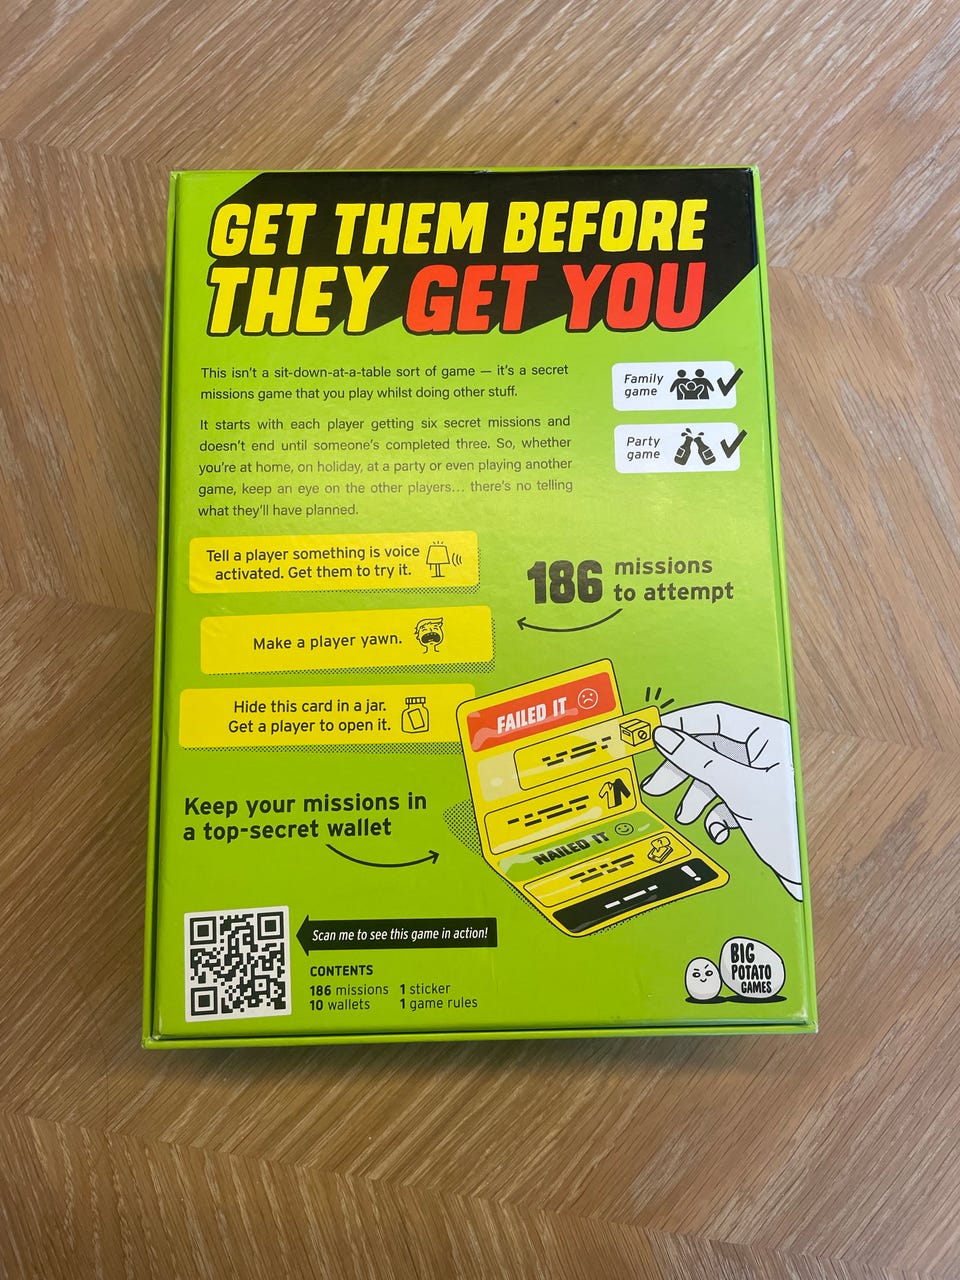 GET THEM BEFORE
THEY GET YOU
This isn't a sit-down-at-a-table sort of game — it's a secret
missions game that you play whilst doing other stuff.
It starts with each player getting six secret missions and
doesn't end until someone's completed three. So, whether
you're at home, on holiday, at a party or even playing another
game, keep an eye on the other players... there's no telling
what they'll have planned.
Family
game
Party
game
Tell a player something is voice
activated. Get them to try it.
Make a player yawn.
Hide this card in a jar.
Get a player to open it.
186 missions
to attempt
FAILED IT
NAILED IT
Keep your missions in
a top-secret wallet
Scan me to see this game in action!
CONTENTS
186 missions
10 wallets
1 sticker
1 game rules
BIG
POTATO
GAMES